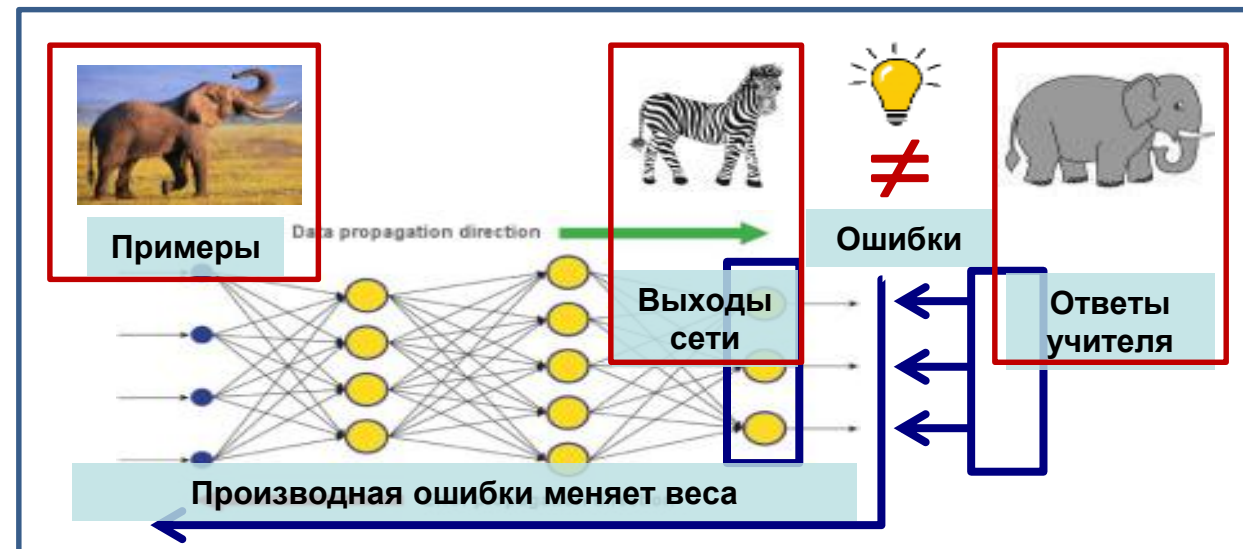 Примеры
Data propagation direction
≠
Ошибки
Выходы
сети
Ответы
учителя
Производная ошибки меняет веса